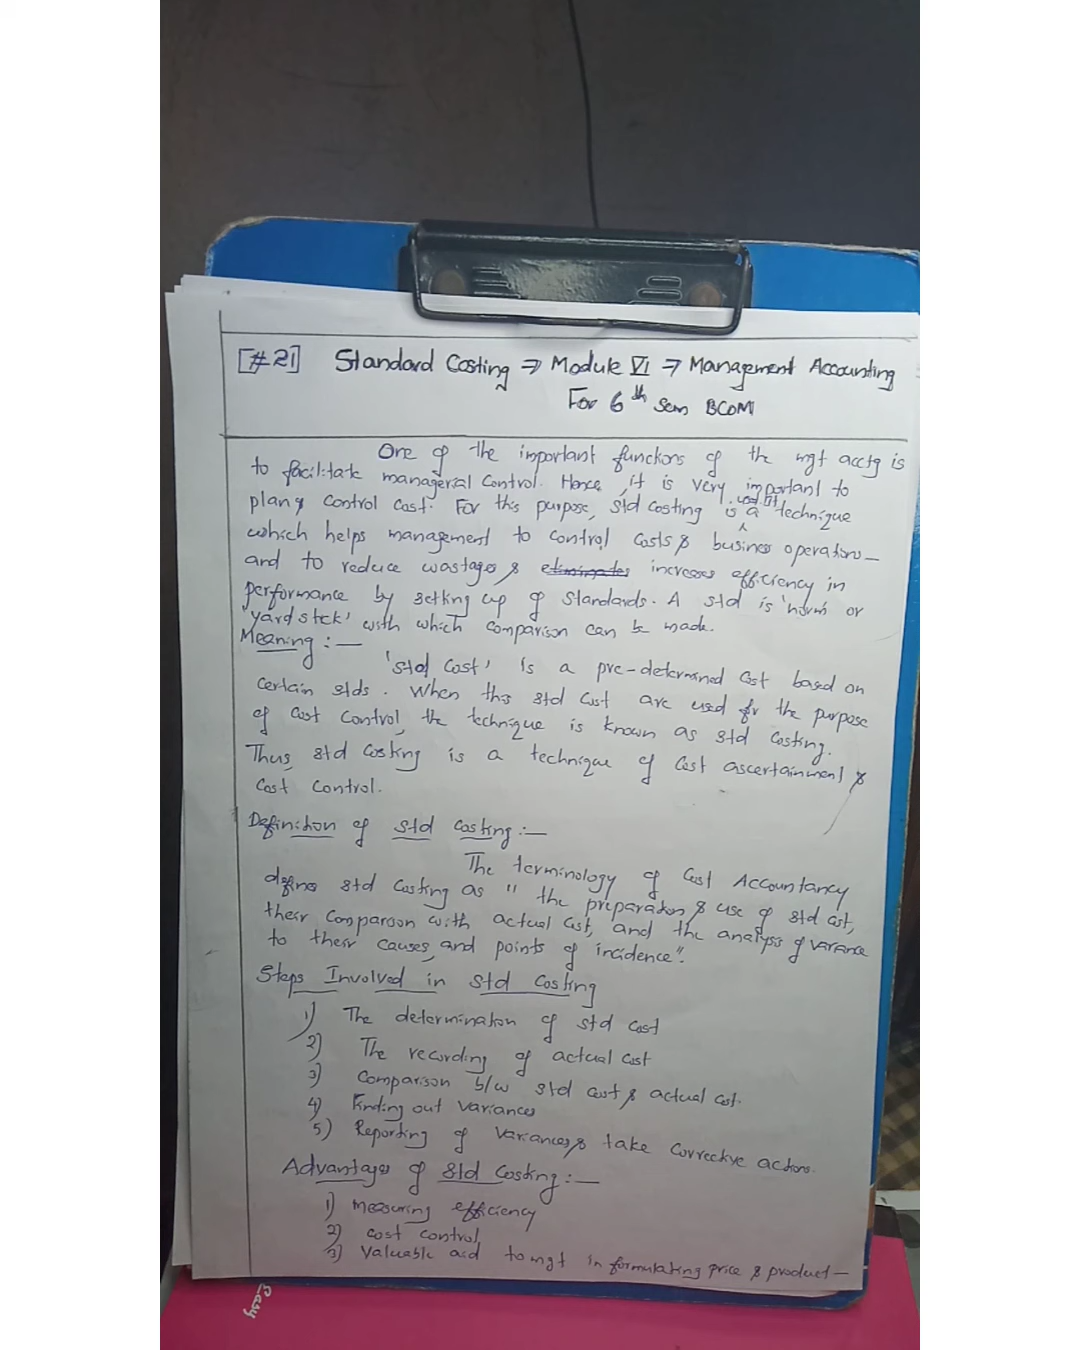 [#21] Standard Costing ⇒ Module VI → Management Accounting
For 6th Sem BCOM
One of the important functions of the mgt acctg is
to facilitate managerial control. Hence, it is very important to
plan & control cost. For this purpose, std costing is a used technique
which helps management to control costs & business operations—
and to reduce wastages & eliminates increases efficiency in
performance by setting up of standards. A std is 'norm' or
'yard stick' with which comparison can be made.
Meaning :—
'Std Cost' is a pre-determined cost based on
certain stds. When this std cost are used for the purpose
of cost control, the technique is known as std costing.
Thus, std costing is a technique of cost ascertainment &
cost control.
Definition of std costing :—
The terminology of Cost Accountancy
define std costing as " the preparation & use of std cost,
their comparison with actual cost, and the analysis of variance
to their causes, and points of incidence".
Steps Involved in std costing
1) The determination of std cost
2) The recording of actual cost
3) Comparison b/w std cost & actual cost.
4) Finding out variances
5) Reporting of variances & take corrective actions.
Advantages of std costing :—
1) Measuring efficiency
2) cost control
3) Valuable aid to mgt in formulating price & product—
Easy